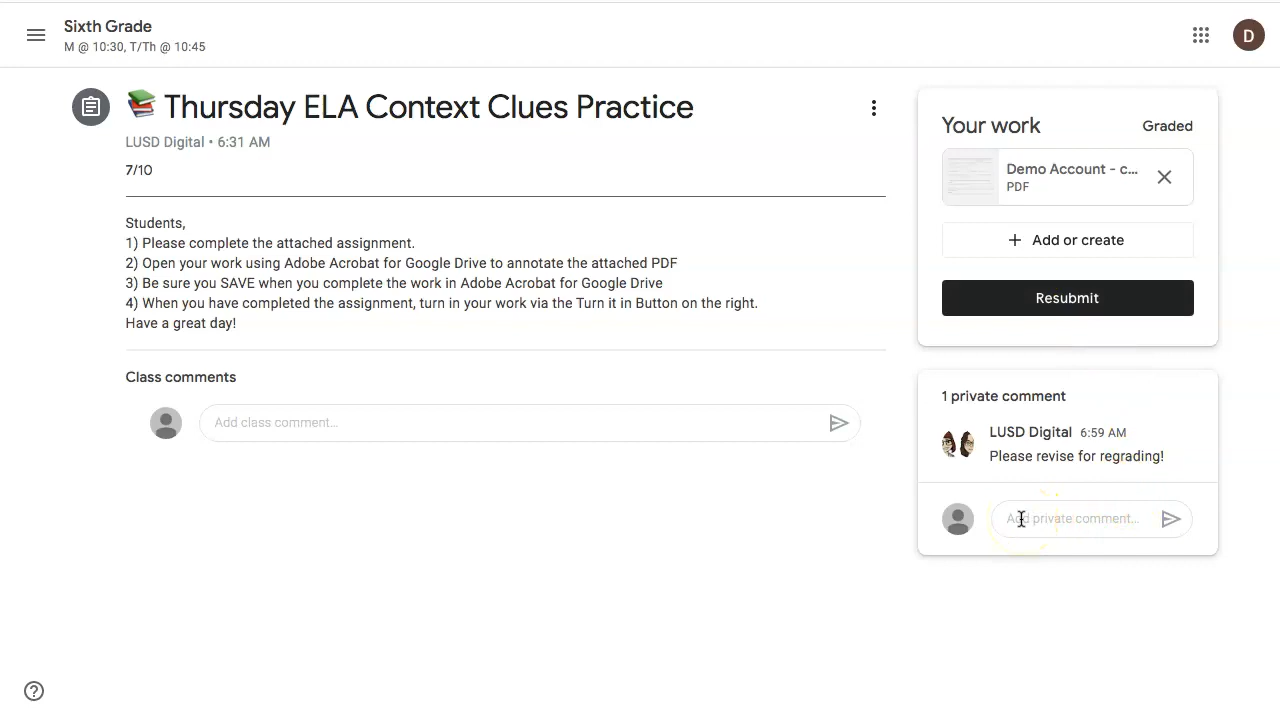 Sixth Grade
M @ 10:30, T/Th @ 10:45
D
Thursday ELA Context Clues Practice
LUSD Digital • 6:31 AM
7/10
Students,
1) Please complete the attached assignment.
2) Open your work using Adobe Acrobat for Google Drive to annotate the attached PDF
3) Be sure you SAVE when you complete the work in Adobe Acrobat for Google Drive
4) When you have completed the assignment, turn in your work via the Turn it in Button on the right.
Have a great day!
Class comments
Add class comment...
Your work
Graded
Demo Account - c...
PDF
+ Add or create
Resubmit
1 private comment
LUSD Digital 6:59 AM
Please revise for regrading!
Add private comment...